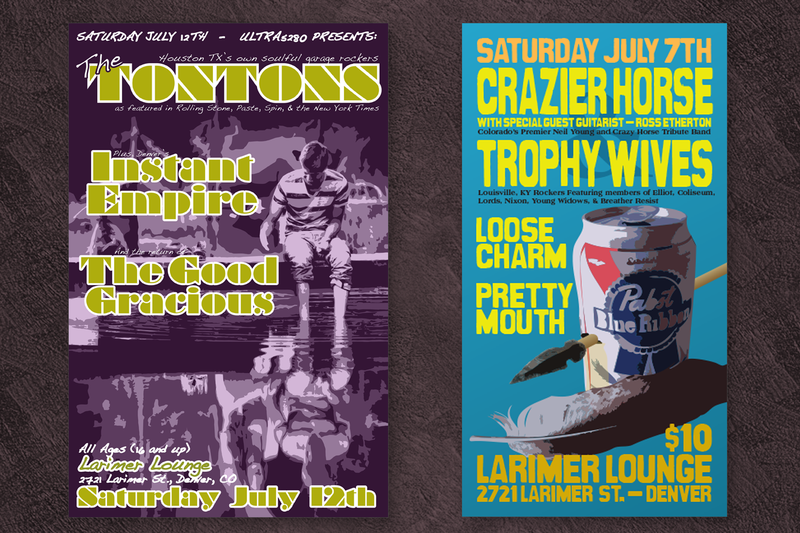 SATURDAY JULY 12TH - ULTRA5280 PRESENTS:
Houston TX's own soulful garage rockers
The TONTONS
as featured in Rolling Stone, Paste, Spin, & the New York Times
Plus, Denver's
Instant
Empire
And the return of
The Good
Gracious
All Ages (16 and up)
Larimer Lounge
2721 Larimer St., Denver, CO
Saturday July 12th
SATURDAY JULY 7TH
CRAZIER HORSE
WITH SPECIAL GUEST GUITARIST — ROSS ETHERTON
Colorado's Premier Neil Young and Crazy Horse Tribute Band
TROPHY WIVES
Louisville, KY Rockers Featuring members of Elliot, Coliseum,
Lords, Nixon, Young Widows, & Breather Resist
LOOSE
CHARM
PRETTY
MOUTH
Established
Pabst
Blue Ribbon
$10
LARIMER LOUNGE
2721 LARIMER ST. — DENVER